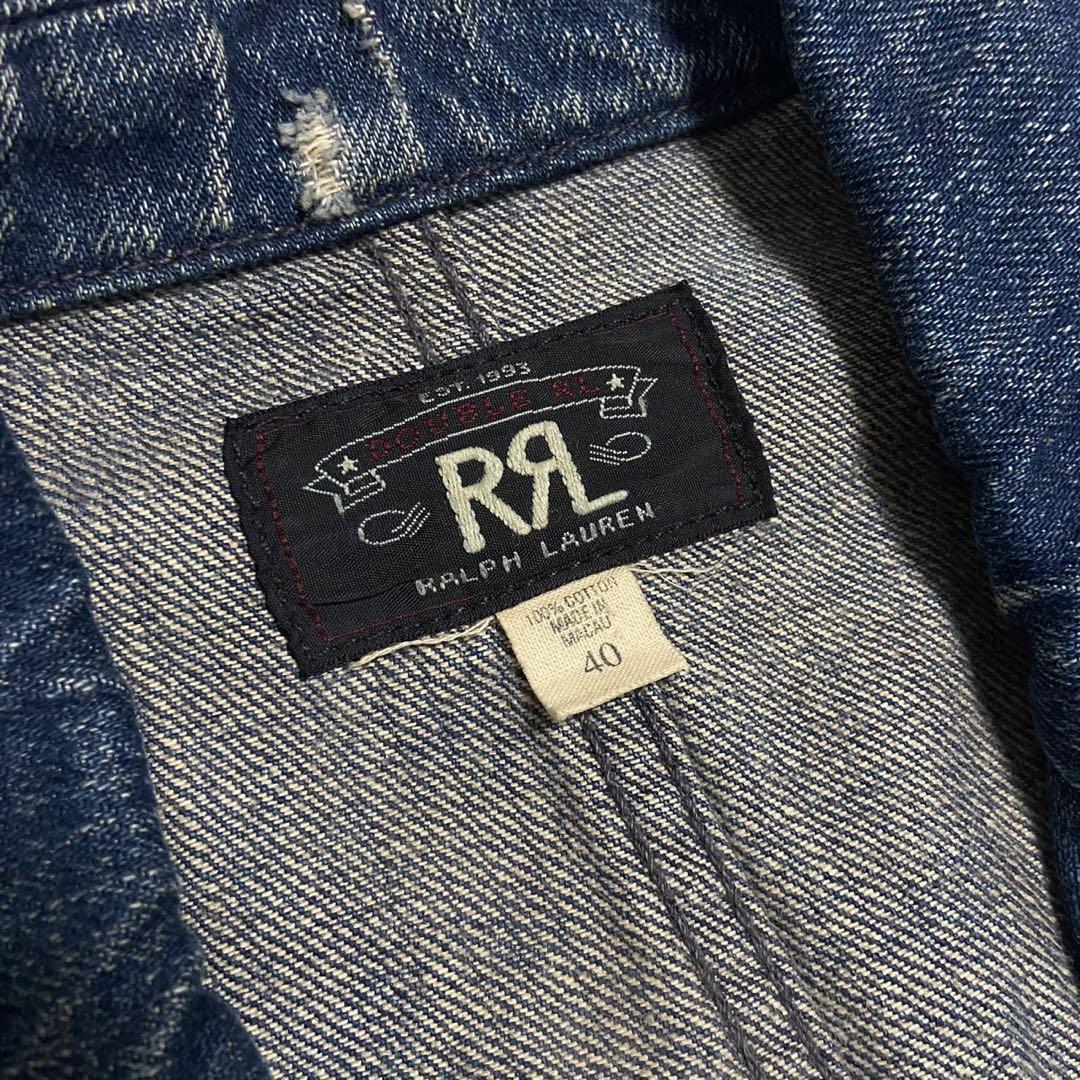 EST. 1993
DOUBLE RL
RRL
RALPH LAUREN
100% COTTON
MADE IN
MACAU
40